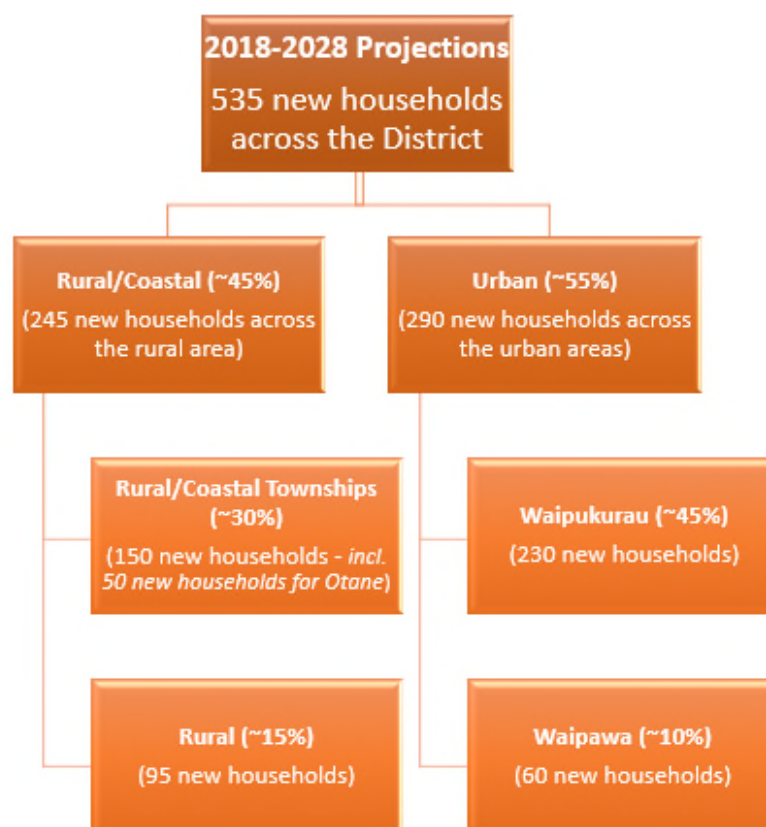 2018-2028 Projections
535 new households
across the District
Rural/Coastal (~45%)
(245 new households across
the rural area)
Urban (~55%)
(290 new households across
the urban areas)
Rural/Coastal Townships
(~30%)
(150 new households - incl.
50 new households for Otane)
Waipukurau (~45%)
(230 new households)
Rural (~15%)
(95 new households)
Waipawa (~10%)
(60 new households)